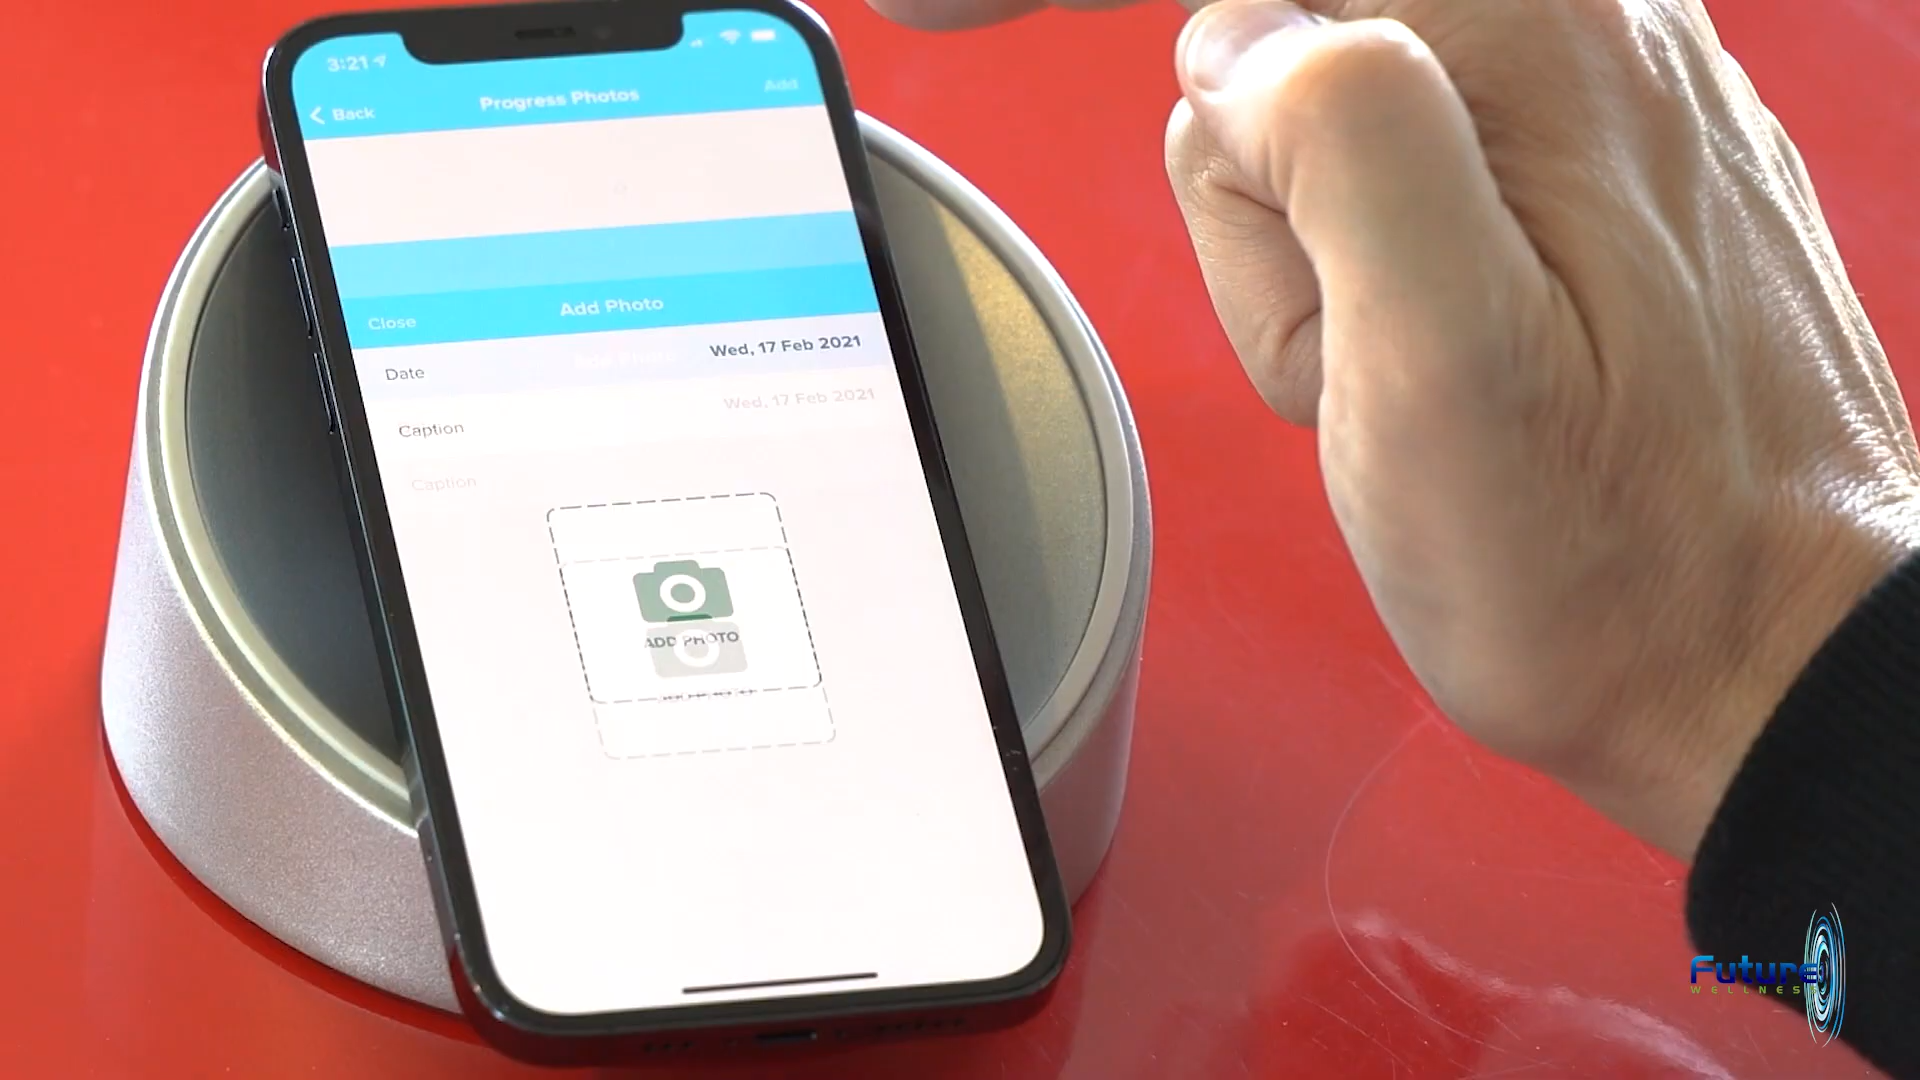 3:21
Back
Progress Photos
Add
Close
Add Photo
Date
Wed, 17 Feb 2021
Wed, 17 Feb 2021
Caption
Caption
ADD PHOTO
Future
WELLNESS